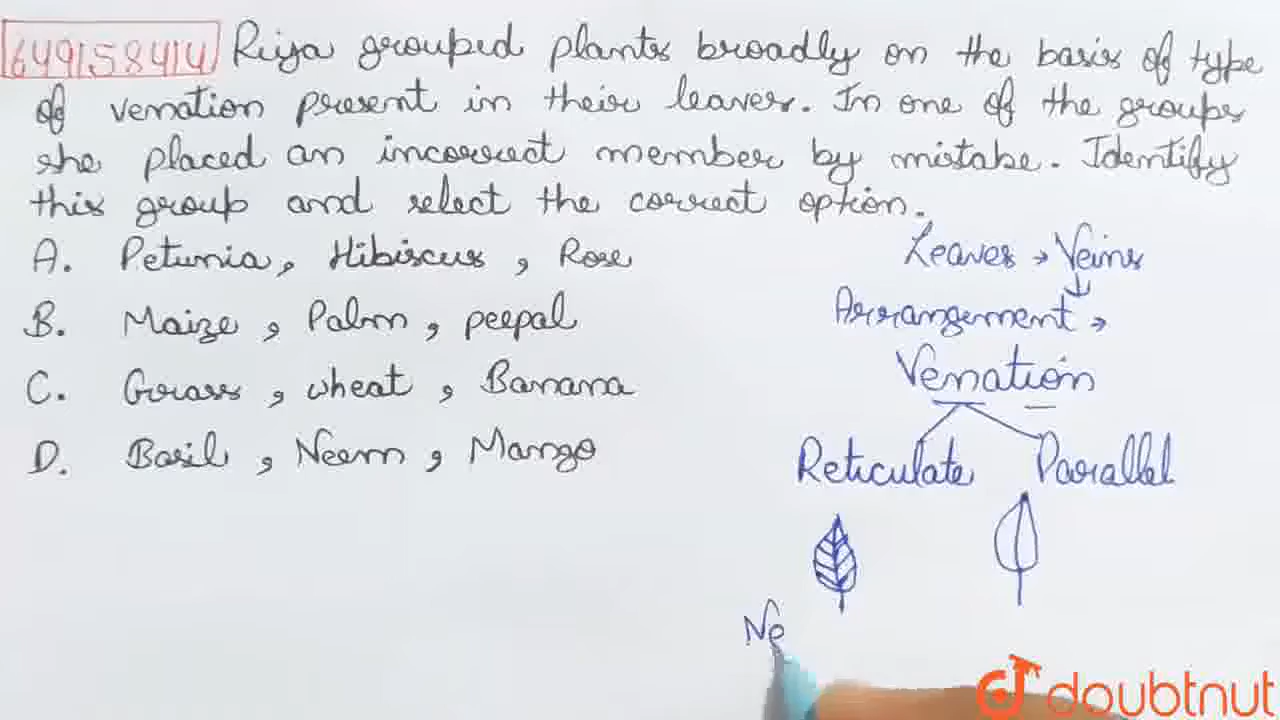 649158414 Riya grouped plants broadly on the basis of type
of venation present in their leaves. In one of the groups
she placed an incorrect member by mistake. Identify
this group and select the correct option.
A. Petunia, Hibiscus, Rose
B. Maize, Palm, peepal
C. Grass, wheat, Banana
D. Basil, Neem, Mango
Leaves → Veins
↓
Arrangement →
Venation
Reticulate Parallel
Ne
doubtnut